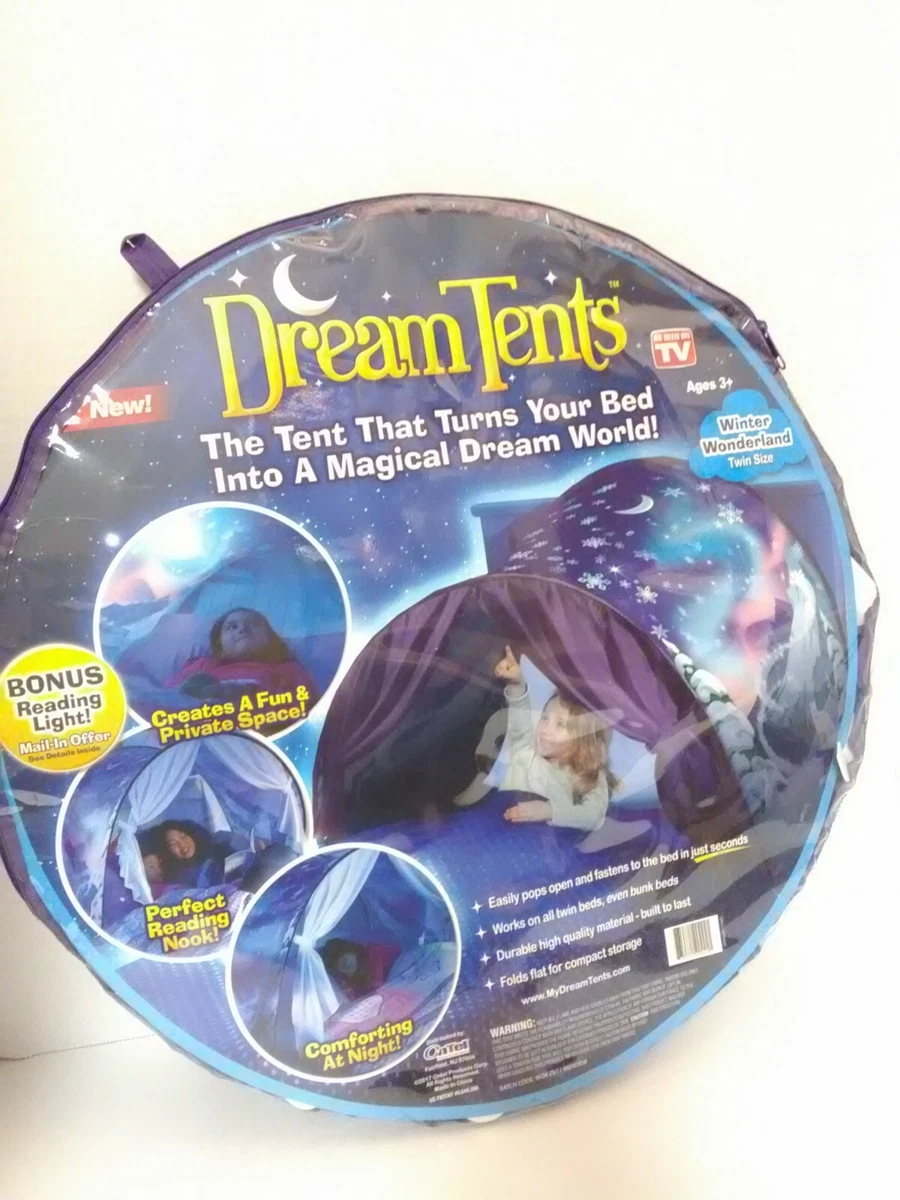 Dream Tents™
AS SEEN ON
TV
Ages 3+
New!
The Tent That Turns Your Bed
Into A Magical Dream World!
Winter
Wonderland
Twin Size
Creates A Fun &
Private Space!
BONUS
Reading
Light!
Mail-In Offer
See Details Inside
Perfect
Reading
Nook!
Comforting
At Night!
Easily pops open and fastens to the bed in just seconds
Works on all twin beds, even bunk beds
Durable high quality material - built to last
Folds flat for compact storage
www.MyDreamTents.com
WARNING:
Distributed by:
Ontel
Fairfield, NJ 07004
©2017 Ontel Products Corp.
All Rights Reserved.
Made in China